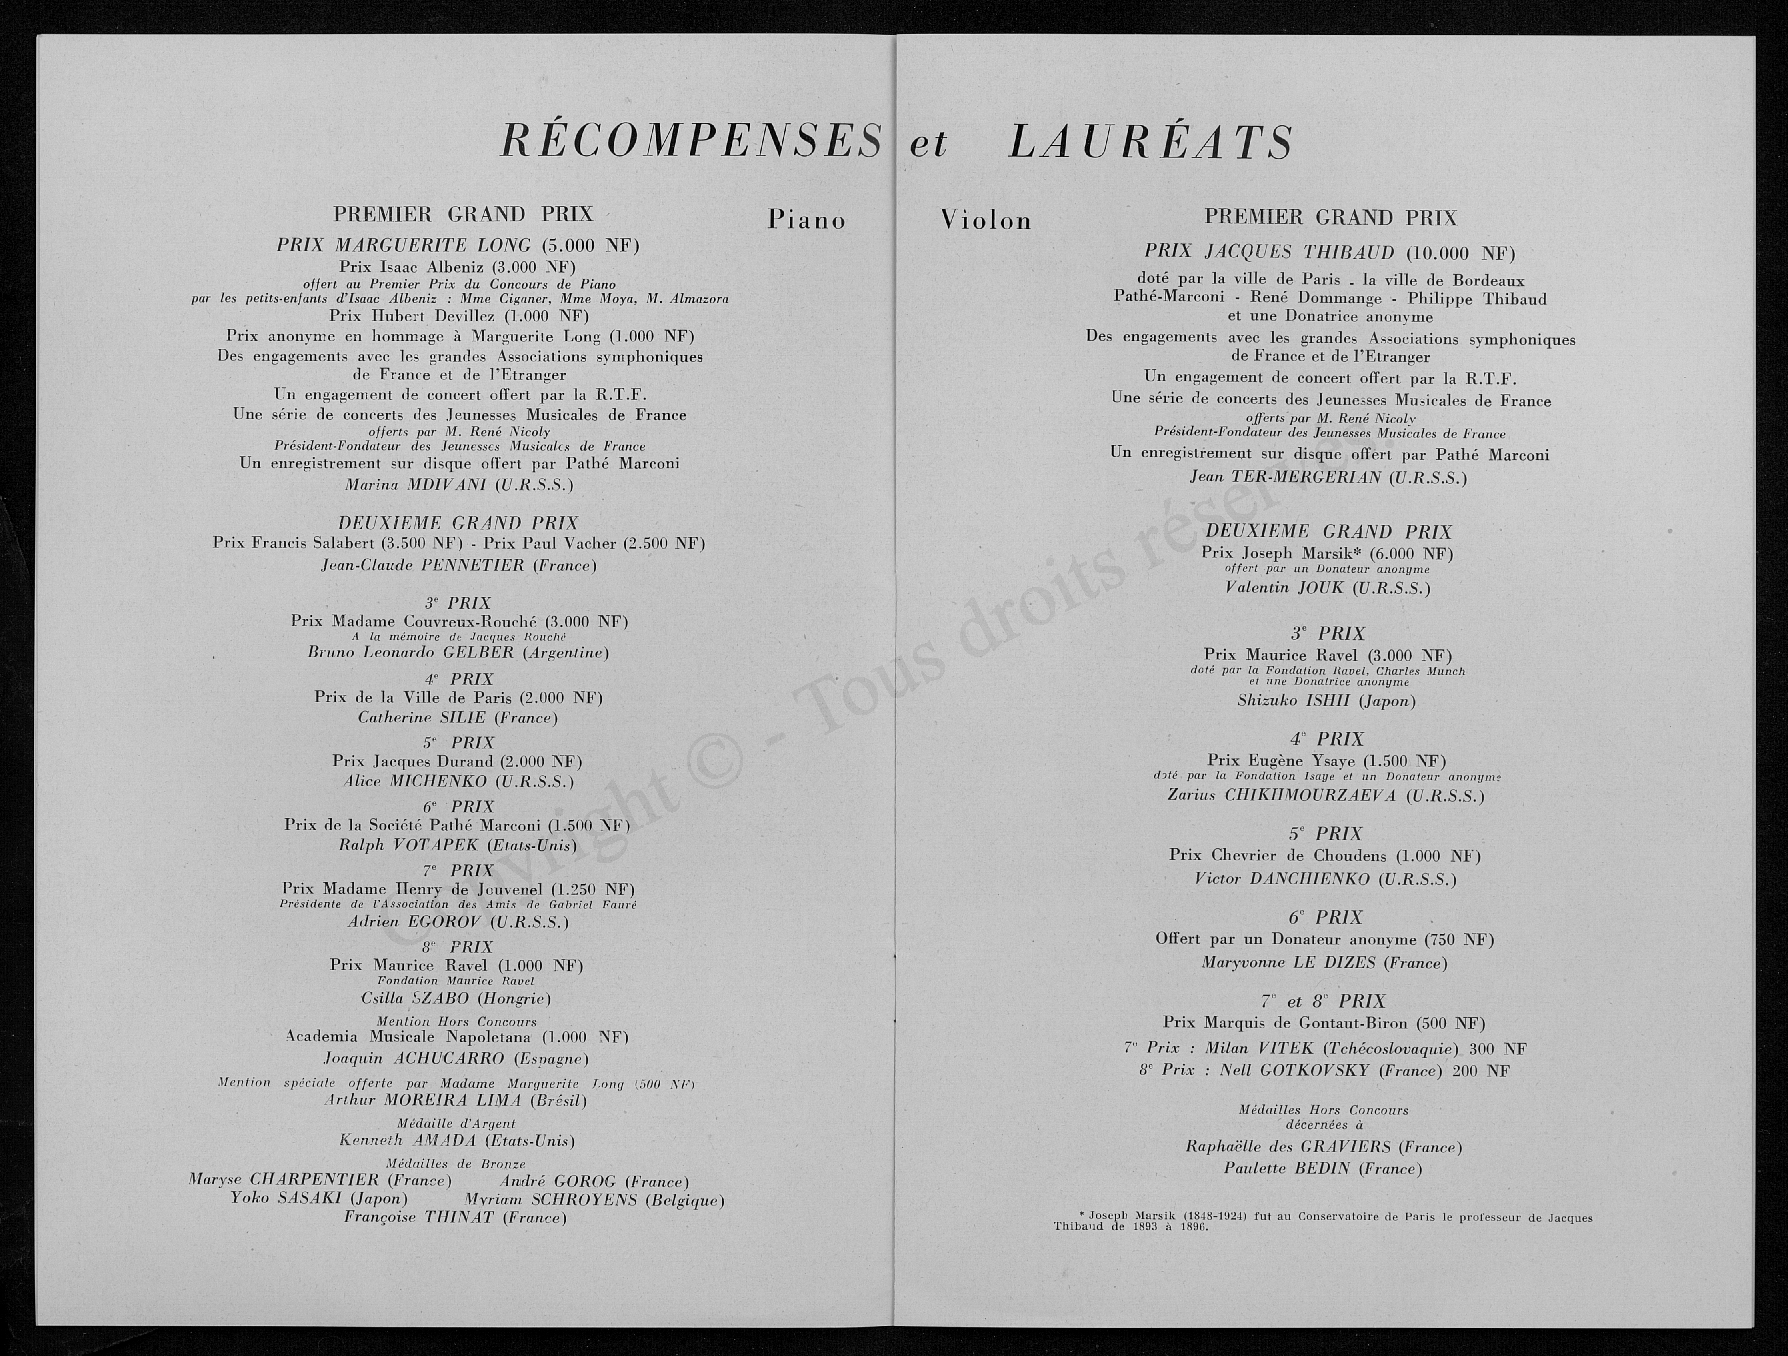 RÉCOMPENSES et LAURÉATS
Piano
PREMIER GRAND PRIX
PRIX MARGUERITE LONG (5.000 NF)
Prix Isaac Albeniz (3.000 NF)
offert au Premier Prix du Concours de Piano
par les petits-enfants d'Isaac Albeniz : Mme Ciganer, Mme Moya, M. Almazora
Prix Hubert Devillez (1.000 NF)
Prix anonyme en hommage à Marguerite Long (1.000 NF)
Des engagements avec les grandes Associations symphoniques
de France et de l'Etranger
Un engagement de concert offert par la R.T.F.
Une série de concerts des Jeunesses Musicales de France
offerts par M. René Nicoly
Président-Fondateur des Jeunesses Musicales de France
Un enregistrement sur disque offert par Pathé Marconi
Marina MDIVANI (U.R.S.S.)
DEUXIEME GRAND PRIX
Prix Francis Salabert (3.500 NF) - Prix Paul Vacher (2.500 NF)
Jean-Claude PENNETIER (France)
3e PRIX
Prix Madame Couvreux-Rouché (3.000 NF)
A la mémoire de Jacques Rouché
Bruno Leonardo GELBER (Argentine)
4e PRIX
Prix de la Ville de Paris (2.000 NF)
Catherine SILIE (France)
5e PRIX
Prix Jacques Durand (2.000 NF)
Alice MICHENKO (U.R.S.S.)
6e PRIX
Prix de la Société Pathé Marconi (1.500 NF)
Ralph VOTAPEK (Etats-Unis)
7e PRIX
Prix Madame Henry de Jouvenel (1.250 NF)
Présidente de l'Association des Amis de Gabriel Fauré
Adrien EGOROV (U.R.S.S.)
8e PRIX
Prix Maurice Ravel (1.000 NF)
Fondation Maurice Ravel
Csilla SZABO (Hongrie)
Mention Hors Concours
Academia Musicale Napoletana (1.000 NF)
Joaquin ACHUCARRO (Espagne)
Mention spéciale offerte par Madame Marguerite Long (500 NF)
Arthur MOREIRA LIMA (Brésil)
Médaille d'Argent
Kenneth AMADA (Etats-Unis)
Médailles de Bronze
Maryse CHARPENTIER (France) André GOROG (France)
Yoko SASAKI (Japon) Myriam SCHROYENS (Belgique)
Françoise THINAT (France)
Violon
PREMIER GRAND PRIX
PRIX JACQUES THIBAUD (10.000 NF)
doté par la ville de Paris - la ville de Bordeaux
Pathé-Marconi - René Dommange - Philippe Thibaud
et une Donatrice anonyme
Des engagements avec les grandes Associations symphoniques
de France et de l'Etranger
Un engagement de concert offert par la R.T.F.
Une série de concerts des Jeunesses Musicales de France
offerts par M. René Nicoly
Président-Fondateur des Jeunesses Musicales de France
Un enregistrement sur disque offert par Pathé Marconi
Jean TER-MERGERIAN (U.R.S.S.)
DEUXIEME GRAND PRIX
Prix Joseph Marsik* (6.000 NF)
offert par un Donateur anonyme
Valentin JOUK (U.R.S.S.)
3e PRIX
Prix Maurice Ravel (3.000 NF)
doté par la Fondation Ravel, Charles Munch
et une Donatrice anonyme
Shizuko ISHII (Japon)
4e PRIX
Prix Eugène Ysaye (1.500 NF)
doté par la Fondation Isaye et un Donateur anonyme
Zarius CHIKHMOURZAEVA (U.R.S.S.)
5e PRIX
Prix Chevrier de Choudens (1.000 NF)
Victor DANCHENKO (U.R.S.S.)
6e PRIX
Offert par un Donateur anonyme (750 NF)
Maryvonne LE DIZES (France)
7e et 8e PRIX
Prix Marquis de Gontaut-Biron (500 NF)
7e Prix : Milan VITEK (Tchécoslovaquie) 300 NF
8e Prix : Nell GOTKOVSKY (France) 200 NF
Médailles Hors Concours
décernées à
Raphaëlle des GRAVIERS (France)
Paulette BEDIN (France)
* Joseph Marsik (1848-1924) fut au Conservatoire de Paris le professeur de Jacques
Thibaud de 1893 à 1896.
Copyright © - Tous droits réservés